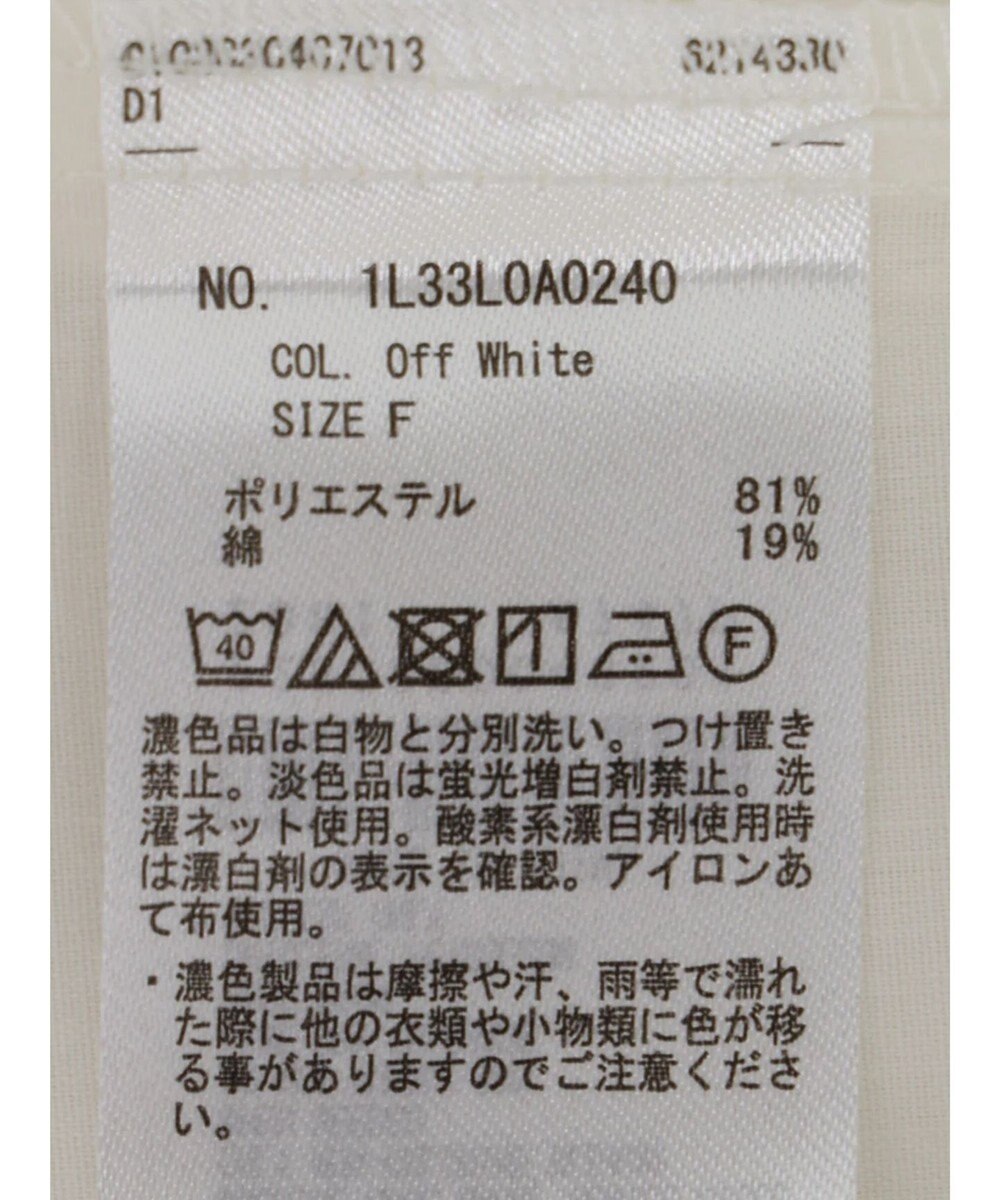 D1
NO. 1L33L0A0240
COL. Off White
SIZE F
ポリエステル 81%
綿 19%
40 F
濃色品は白物と分別洗い。つけ置き
禁止。淡色品は蛍光増白剤禁止。洗
濯ネット使用。酸素系漂白剤使用時
は漂白剤の表示を確認。アイロンあ
て布使用。
・濃色製品は摩擦や汗、雨等で濡れ
た際に他の衣類や小物類に色が移
る事がありますのでご注意くださ
い。